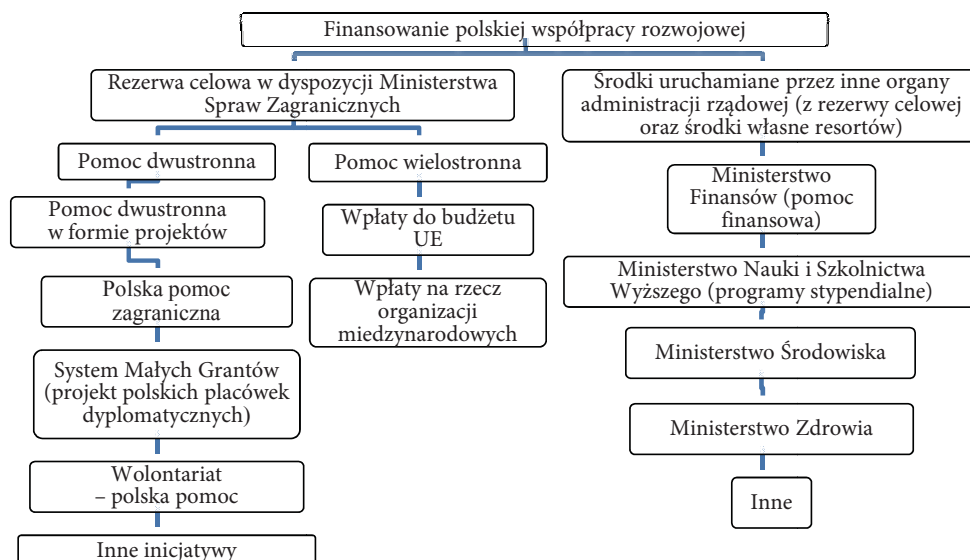 Finansowanie polskiej współpracy rozwojowej
Rezerwa celowa w dyspozycji Ministerstwa
Spraw Zagranicznych
Pomoc dwustronna
Pomoc dwustronna
w formie projektów
Polska pomoc
zagraniczna
System Małych Grantów
(projekt polskich placówek
dyplomatycznych)
Wolontariat
– polska pomoc
Inne inicjatywy
Pomoc wielostronna
Wpłaty do budżetu
UE
Wpłaty na rzecz
organizacji
miedzynarodowych
Środki uruchamiane przez inne organy
administracji rządowej (z rezerwy celowej
oraz środki własne resortów)
Ministerstwo
Finansów (pomoc
finansowa)
Ministerstwo Nauki i Szkolnictwa
Wyższego (programy stypendialne)
Ministerstwo Środowiska
Ministerstwo Zdrowia
Inne